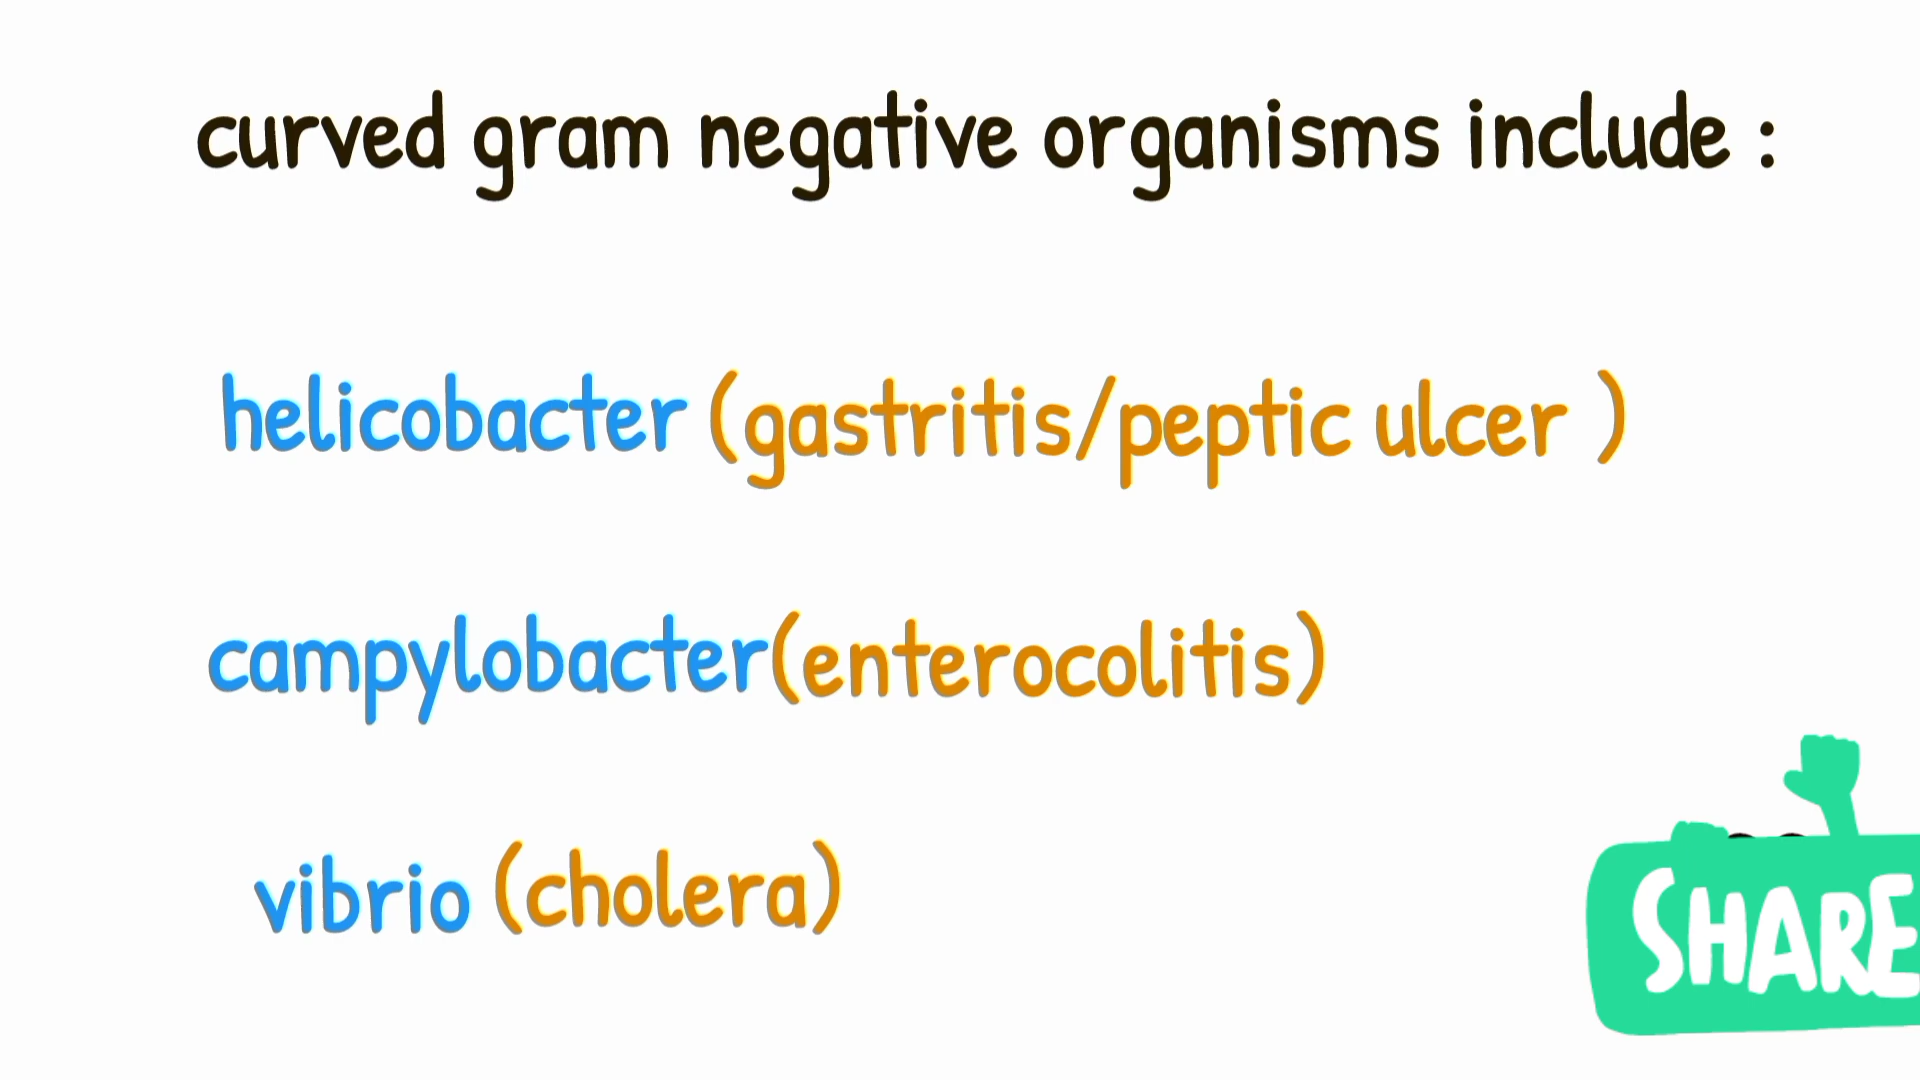 curved gram negative organisms include :
helicobacter (gastritis/peptic ulcer )
campylobacter(enterocolitis)
vibrio (cholera)
SHARE